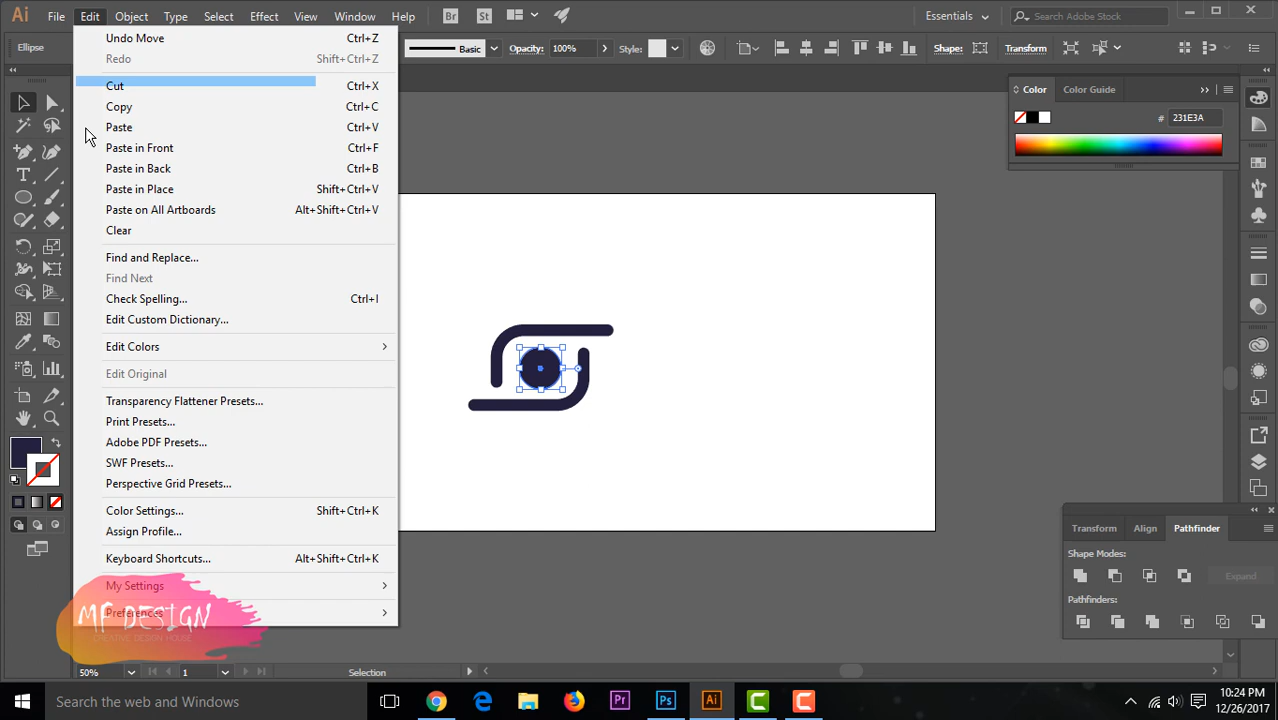 Ai File Edit Object Type Select Effect View Window Help Br St Essentials Search Adobe Stock
Ellipse Basic Opacity: 100% Style: Shape: Transform
Undo Move Ctrl+Z
Redo Shift+Ctrl+Z
Cut Ctrl+X
Copy Ctrl+C
Paste Ctrl+V
Paste in Front Ctrl+F
Paste in Back Ctrl+B
Paste in Place Shift+Ctrl+V
Paste on All Artboards Alt+Shift+Ctrl+V
Clear
Find and Replace...
Find Next
Check Spelling... Ctrl+I
Edit Custom Dictionary...
Edit Colors
Edit Original
Transparency Flattener Presets...
Print Presets...
Adobe PDF Presets...
SWF Presets...
Perspective Grid Presets...
Color Settings... Shift+Ctrl+K
Assign Profile...
Keyboard Shortcuts... Alt+Shift+Ctrl+K
My Settings
Preferences
MF DESIGN
CREATIVE DESIGN HOUSE
Color Color Guide
# 231E3A
Transform Align Pathfinder
Shape Modes:
Expand
Pathfinders:
50% 1 Selection
Search the web and Windows
Pr Ps Ai
10:24 PM
12/26/2017